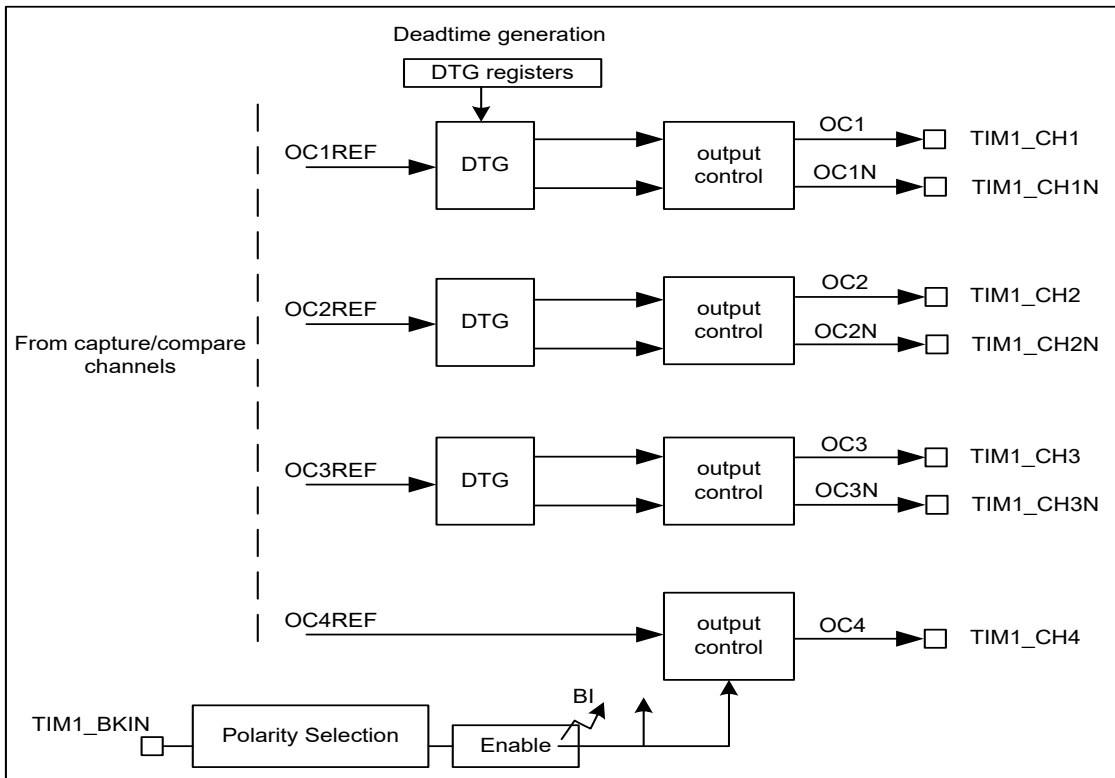 Deadtime generation
DTG registers
OC1REF
DTG
output
control
OC1
OC1N
TIM1_CH1
TIM1_CH1N
OC2REF
DTG
output
control
OC2
OC2N
TIM1_CH2
TIM1_CH2N
From capture/compare
channels
OC3REF
DTG
output
control
OC3
OC3N
TIM1_CH3
TIM1_CH3N
OC4REF
output
control
OC4
TIM1_CH4
TIM1_BKIN
Polarity Selection
Enable
BI